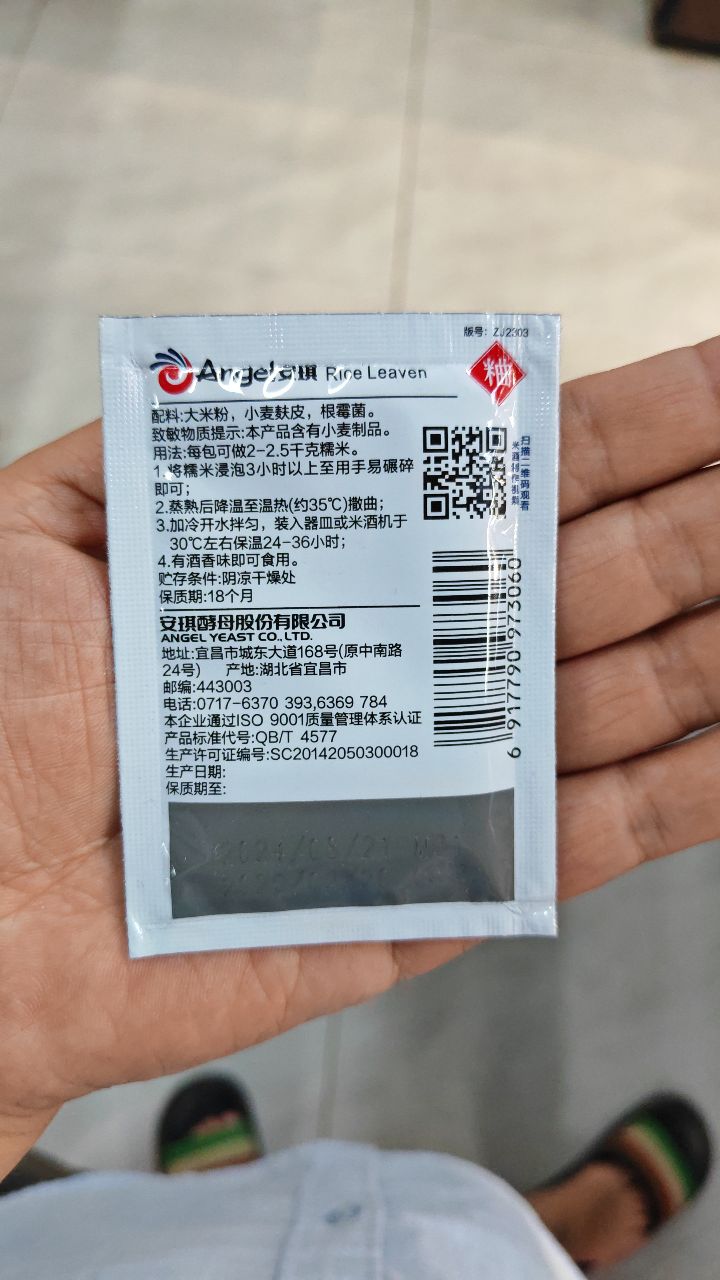 版号：ZJ2303
Angel安琪 Rice Leaven
配料:大米粉，小麦麸皮，根霉菌。
致敏物质提示:本产品含有小麦制品。
用法:每包可做2-2.5千克糯米。
1.将糯米浸泡3小时以上至用手易碾碎
即可；
2.蒸熟后降温至温热(约35℃)撒曲；
3.加冷开水拌匀，装入器皿或米酒机于
30℃左右保温24-36小时；
4.有酒香味即可食用。
贮存条件:阴凉干燥处
保质期:18个月
扫描二维码观看
安琪酵母股份有限公司
ANGEL YEAST CO., LTD.
地址:宜昌市城东大道168号(原中南路
24号) 产地:湖北省宜昌市
邮编:443003
电话:0717-6370 393,6369 784
本企业通过ISO 9001质量管理体系认证
产品标准代号:QB/T 4577
生产许可证编号:SC20142050300018
生产日期:
保质期至:
6 917790 973060